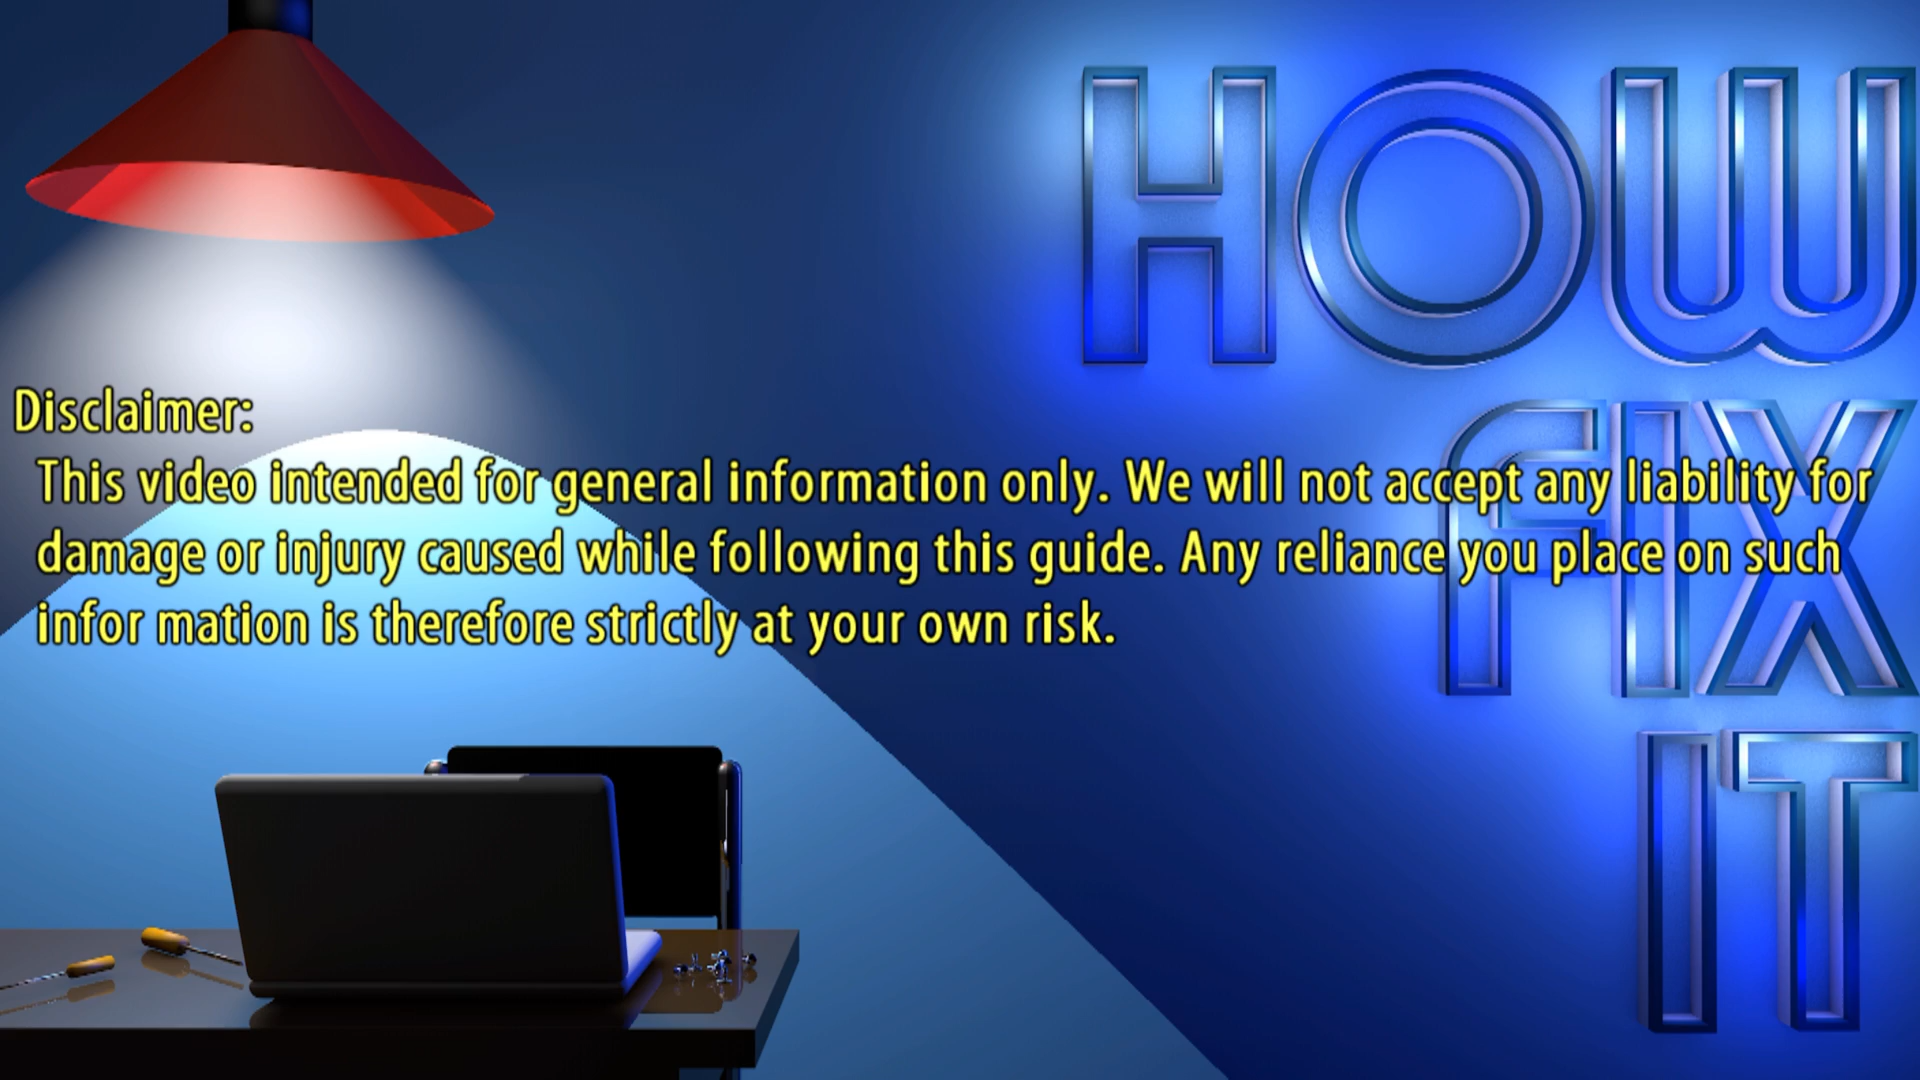 HOW
FIX
IT
Disclaimer:
This video intended for general information only. We will not accept any liability for
damage or injury caused while following this guide. Any reliance you place on such
infor mation is therefore strictly at your own risk.